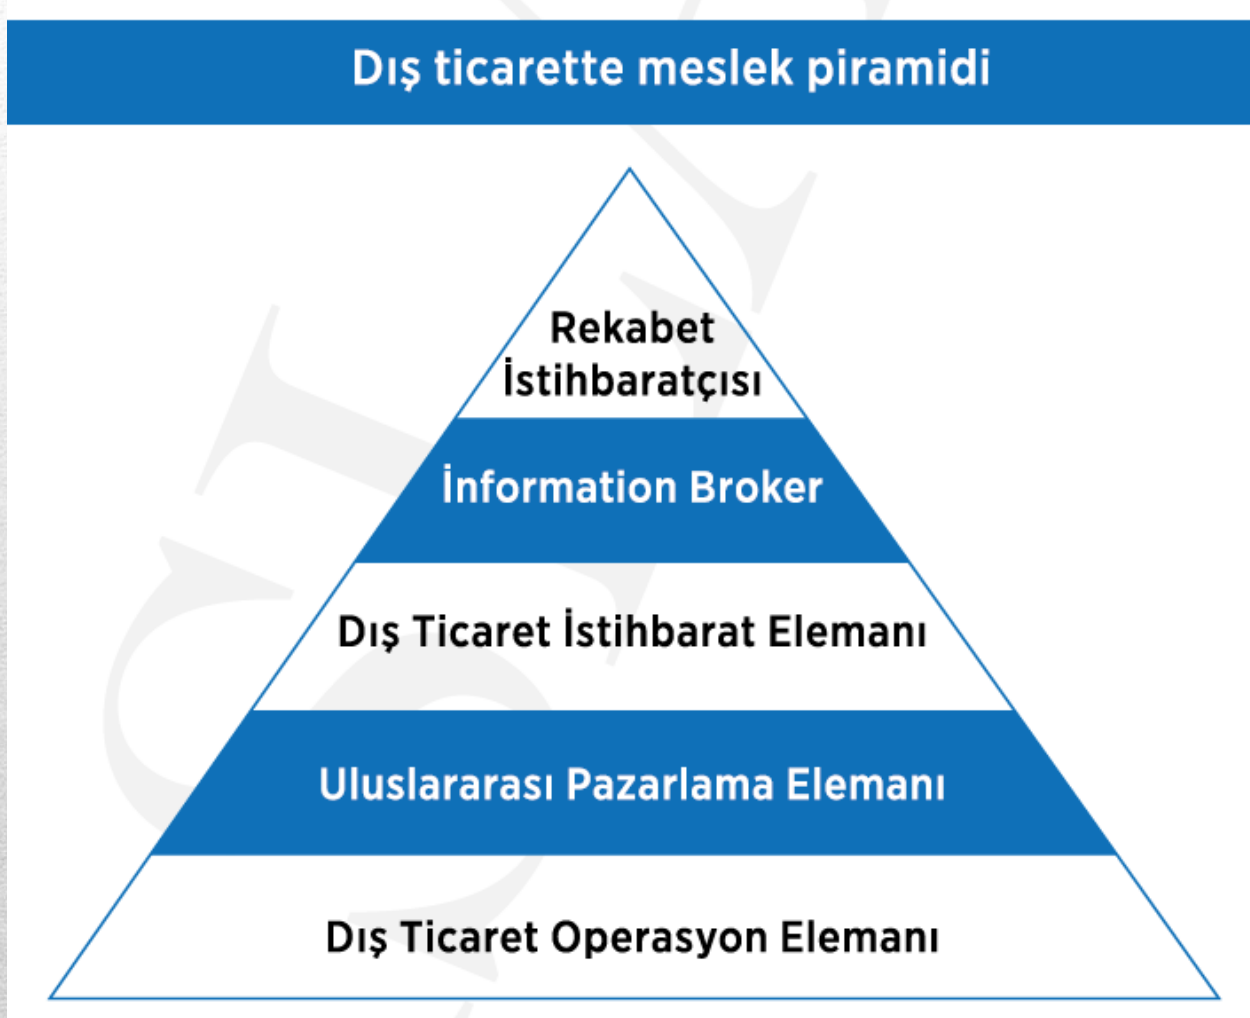 Dış ticarette meslek piramidi
Rekabet
İstihbaratçısı
İnformation Broker
Dış Ticaret İstihbarat Elemanı
Uluslararası Pazarlama Elemanı
Dış Ticaret Operasyon Elemanı